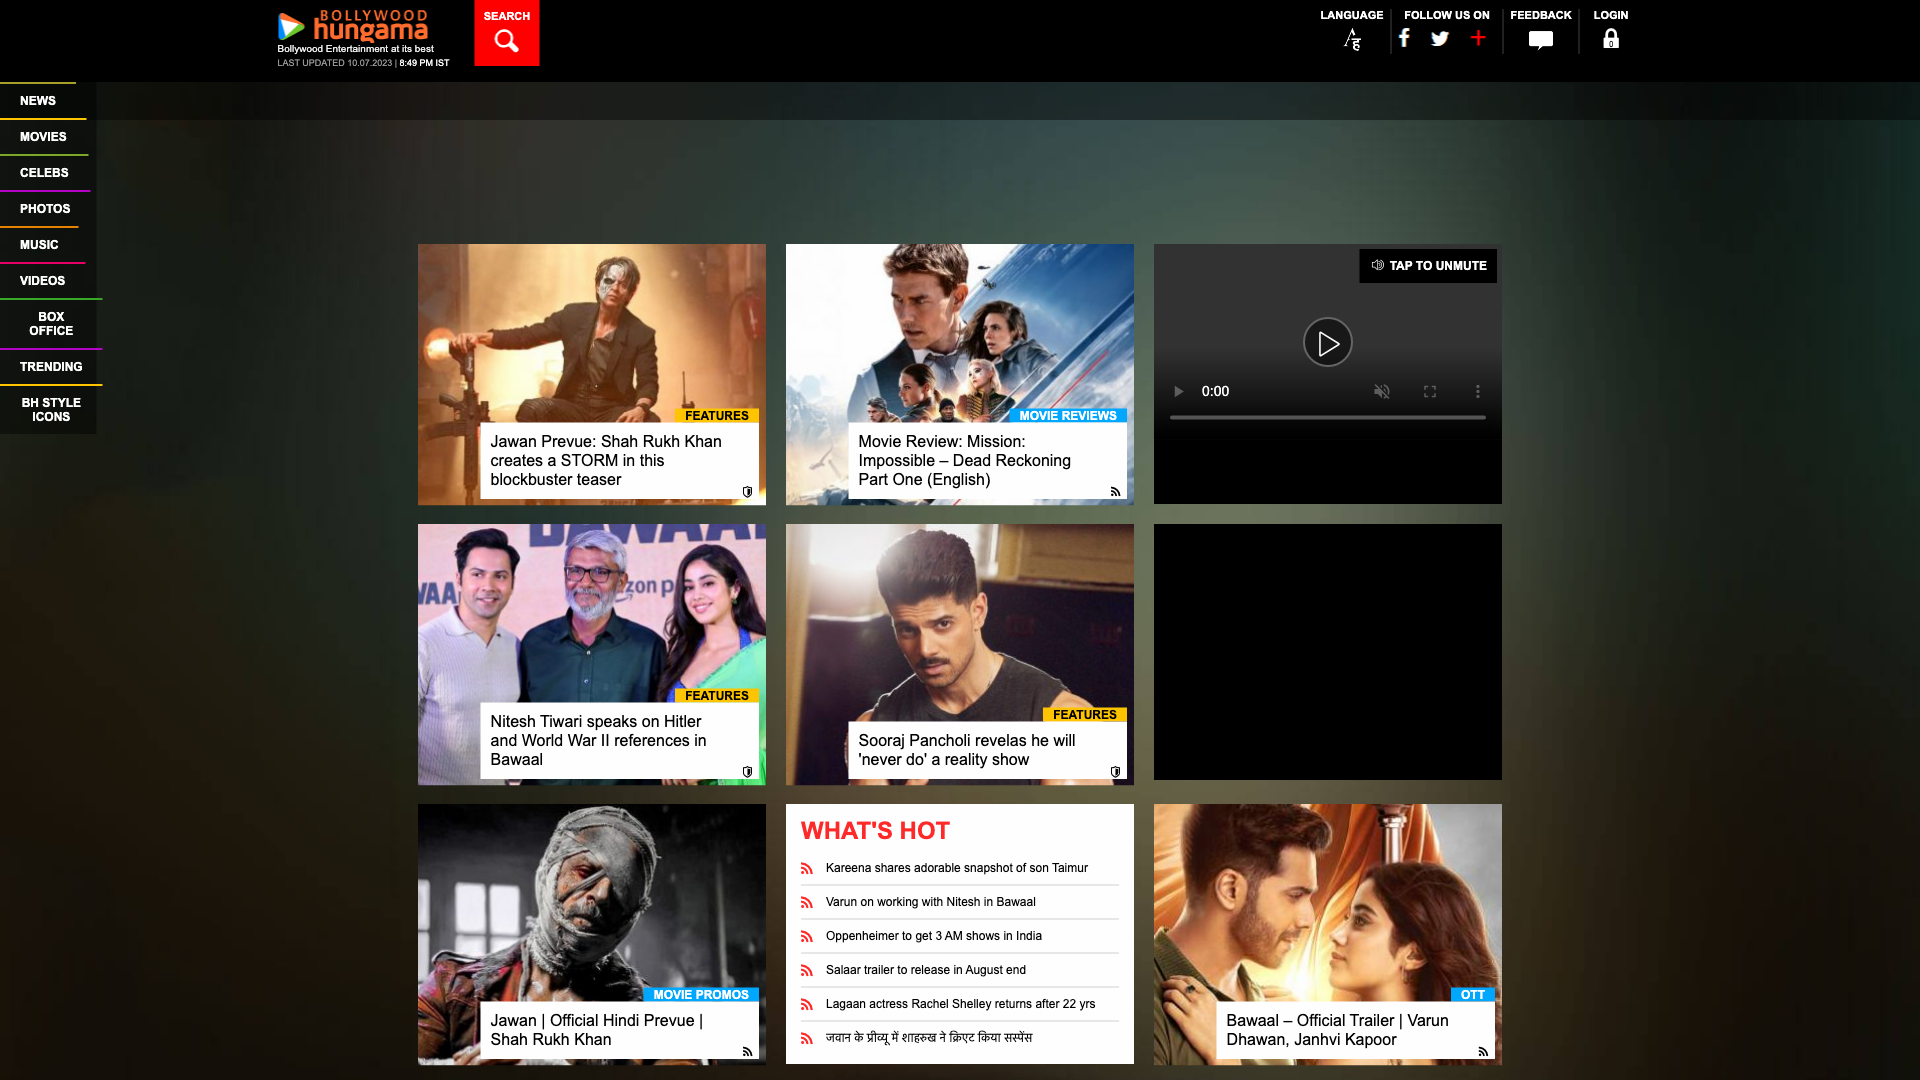 BOLLYWOOD
hungama
Bollywood Entertainment at its best
LAST UPDATED 10.07.2023 | 8:49 PM IST
SEARCH
LANGUAGE
FOLLOW US ON
FEEDBACK
LOGIN
NEWS
MOVIES
CELEBS
PHOTOS
MUSIC
VIDEOS
BOX
OFFICE
TRENDING
BH STYLE
ICONS
FEATURES
Jawan Prevue: Shah Rukh Khan
creates a STORM in this
blockbuster teaser
MOVIE REVIEWS
Movie Review: Mission:
Impossible – Dead Reckoning
Part One (English)
TAP TO UNMUTE
0:00
FEATURES
Nitesh Tiwari speaks on Hitler
and World War II references in
Bawaal
FEATURES
Sooraj Pancholi revelas he will
'never do' a reality show
MOVIE PROMOS
Jawan | Official Hindi Prevue |
Shah Rukh Khan
WHAT'S HOT
Kareena shares adorable snapshot of son Taimur
Varun on working with Nitesh in Bawaal
Oppenheimer to get 3 AM shows in India
Salaar trailer to release in August end
Lagaan actress Rachel Shelley returns after 22 yrs
जवान के प्रीव्यू में शाहरुख ने क्रिएट किया सस्पेंस
OTT
Bawaal – Official Trailer | Varun
Dhawan, Janhvi Kapoor